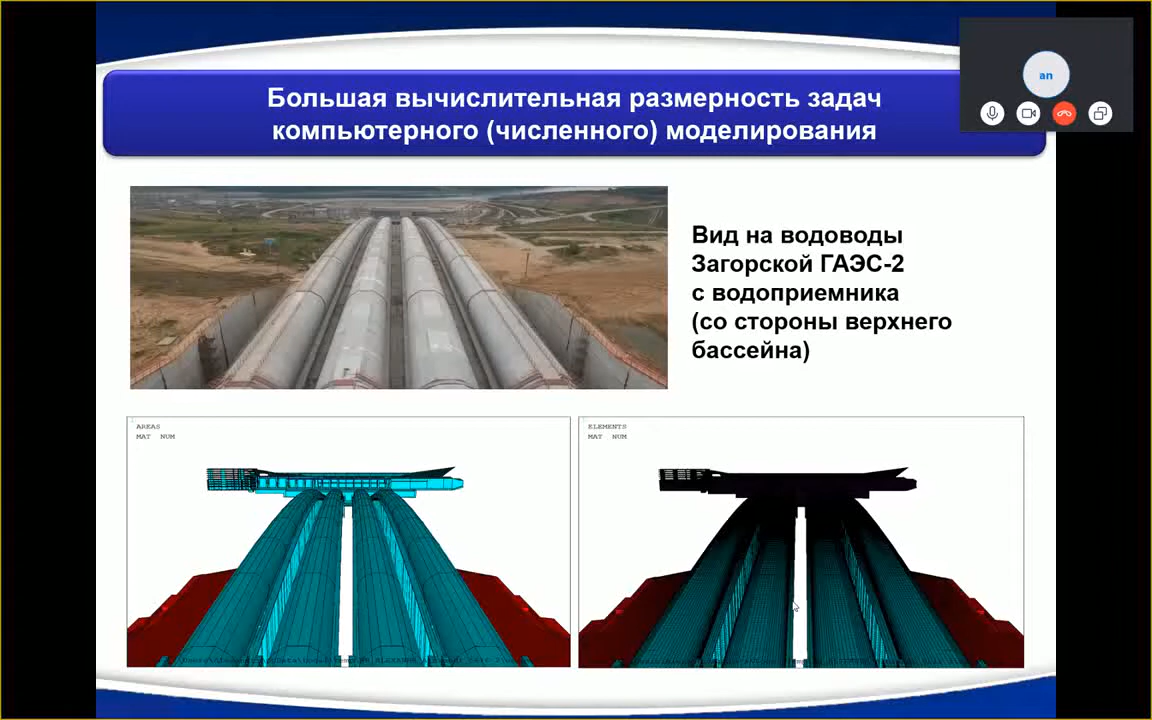 Большая вычислительная размерность задач
компьютерного (численного) моделирования
an
Вид на водоводы
Загорской ГАЭС-2
с водоприемника
(со стороны верхнего
бассейна)
AREAS
MAT NUM
ELEMENTS
MAT NUM